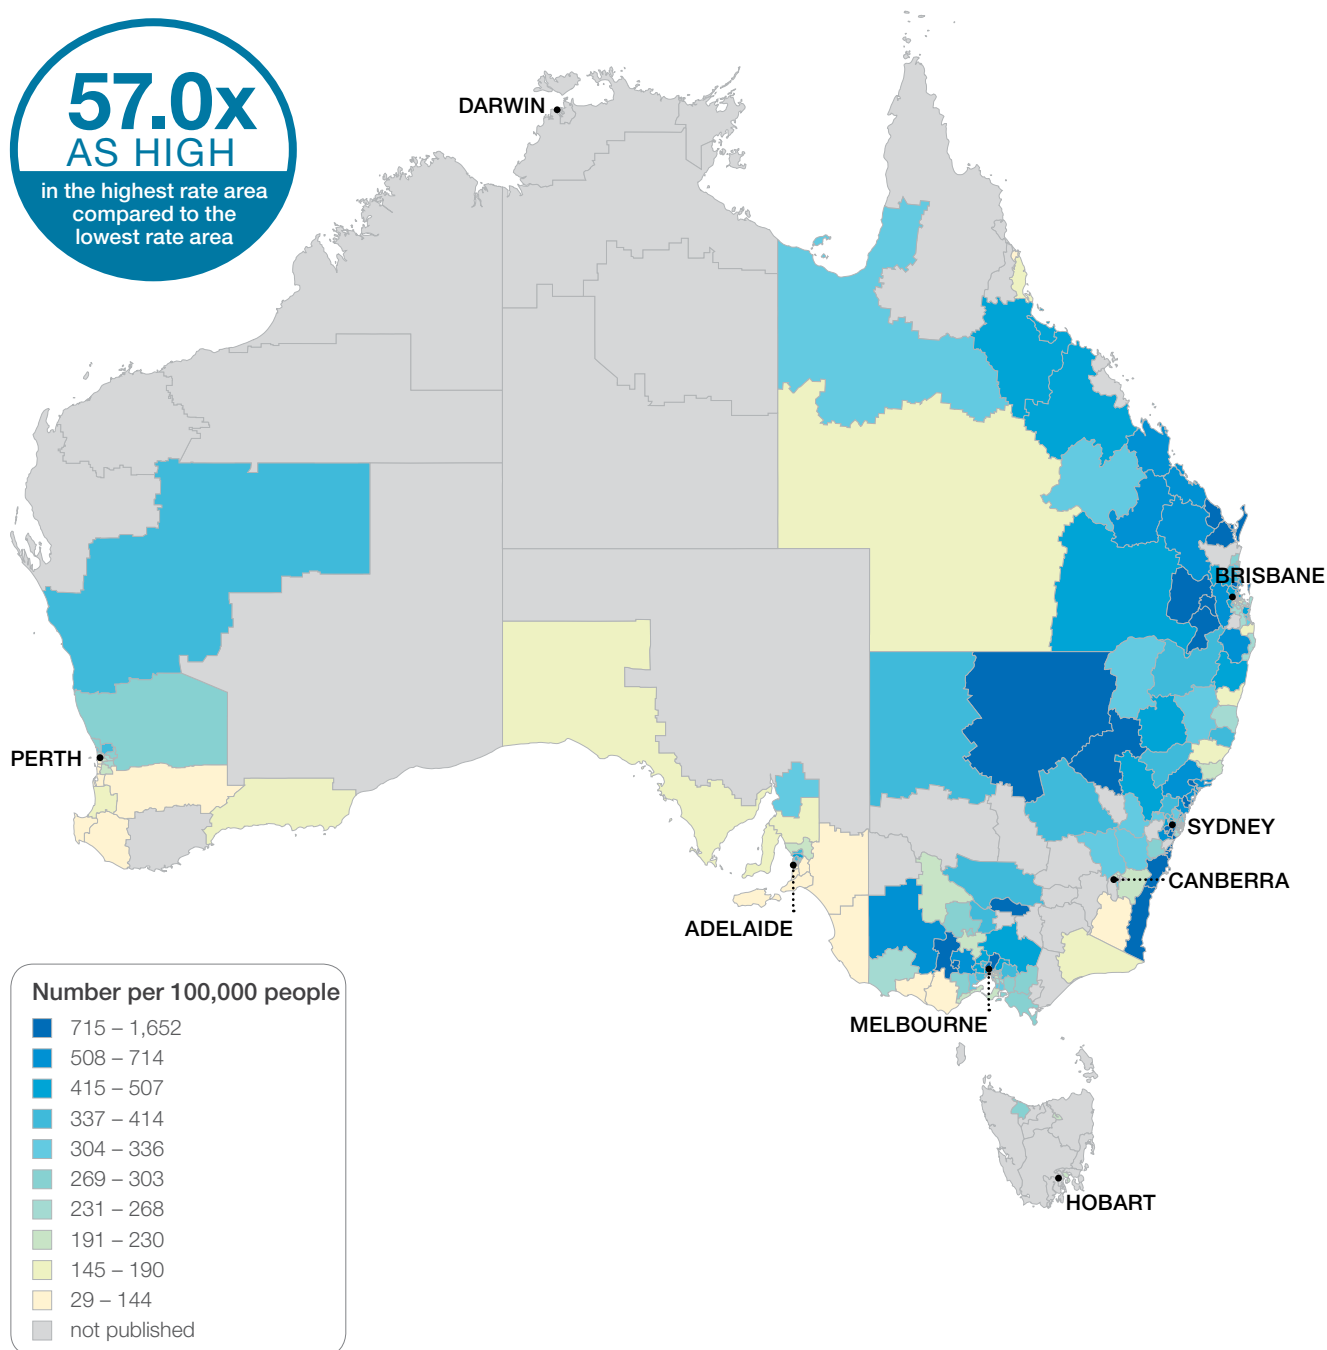 57.0x
AS HIGH
in the highest rate area
compared to the
lowest rate area
DARWIN
BRISBANE
PERTH
SYDNEY
CANBERRA
ADELAIDE
MELBOURNE
HOBART
Number per 100,000 people
715 – 1,652
508 – 714
415 – 507
337 – 414
304 – 336
269 – 303
231 – 268
191 – 230
145 – 190
29 – 144
not published